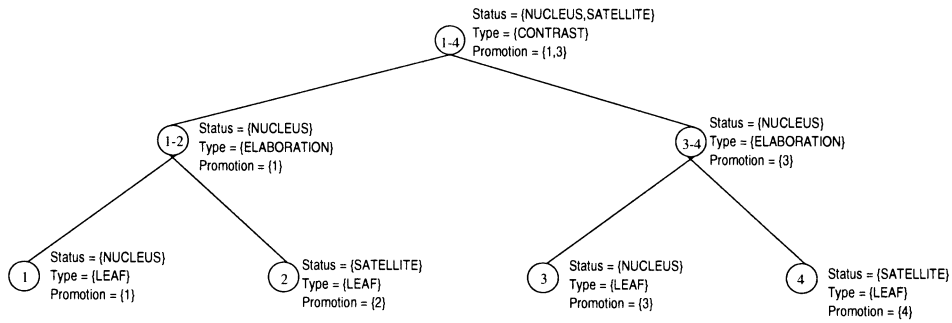 Status = {NUCLEUS,SATELLITE}
Type = {CONTRAST}
Promotion = {1,3}
1-4
Status = {NUCLEUS}
Type = {ELABORATION}
Promotion = {1}
1-2
Status = {NUCLEUS}
Type = {ELABORATION}
Promotion = {3}
3-4
Status = {NUCLEUS}
Type = {LEAF}
Promotion = {1}
1
Status = {SATELLITE}
Type = {LEAF}
Promotion = {2}
2
Status = {NUCLEUS}
Type = {LEAF}
Promotion = {3}
3
Status = {SATELLITE}
Type = {LEAF}
Promotion = {4}
4